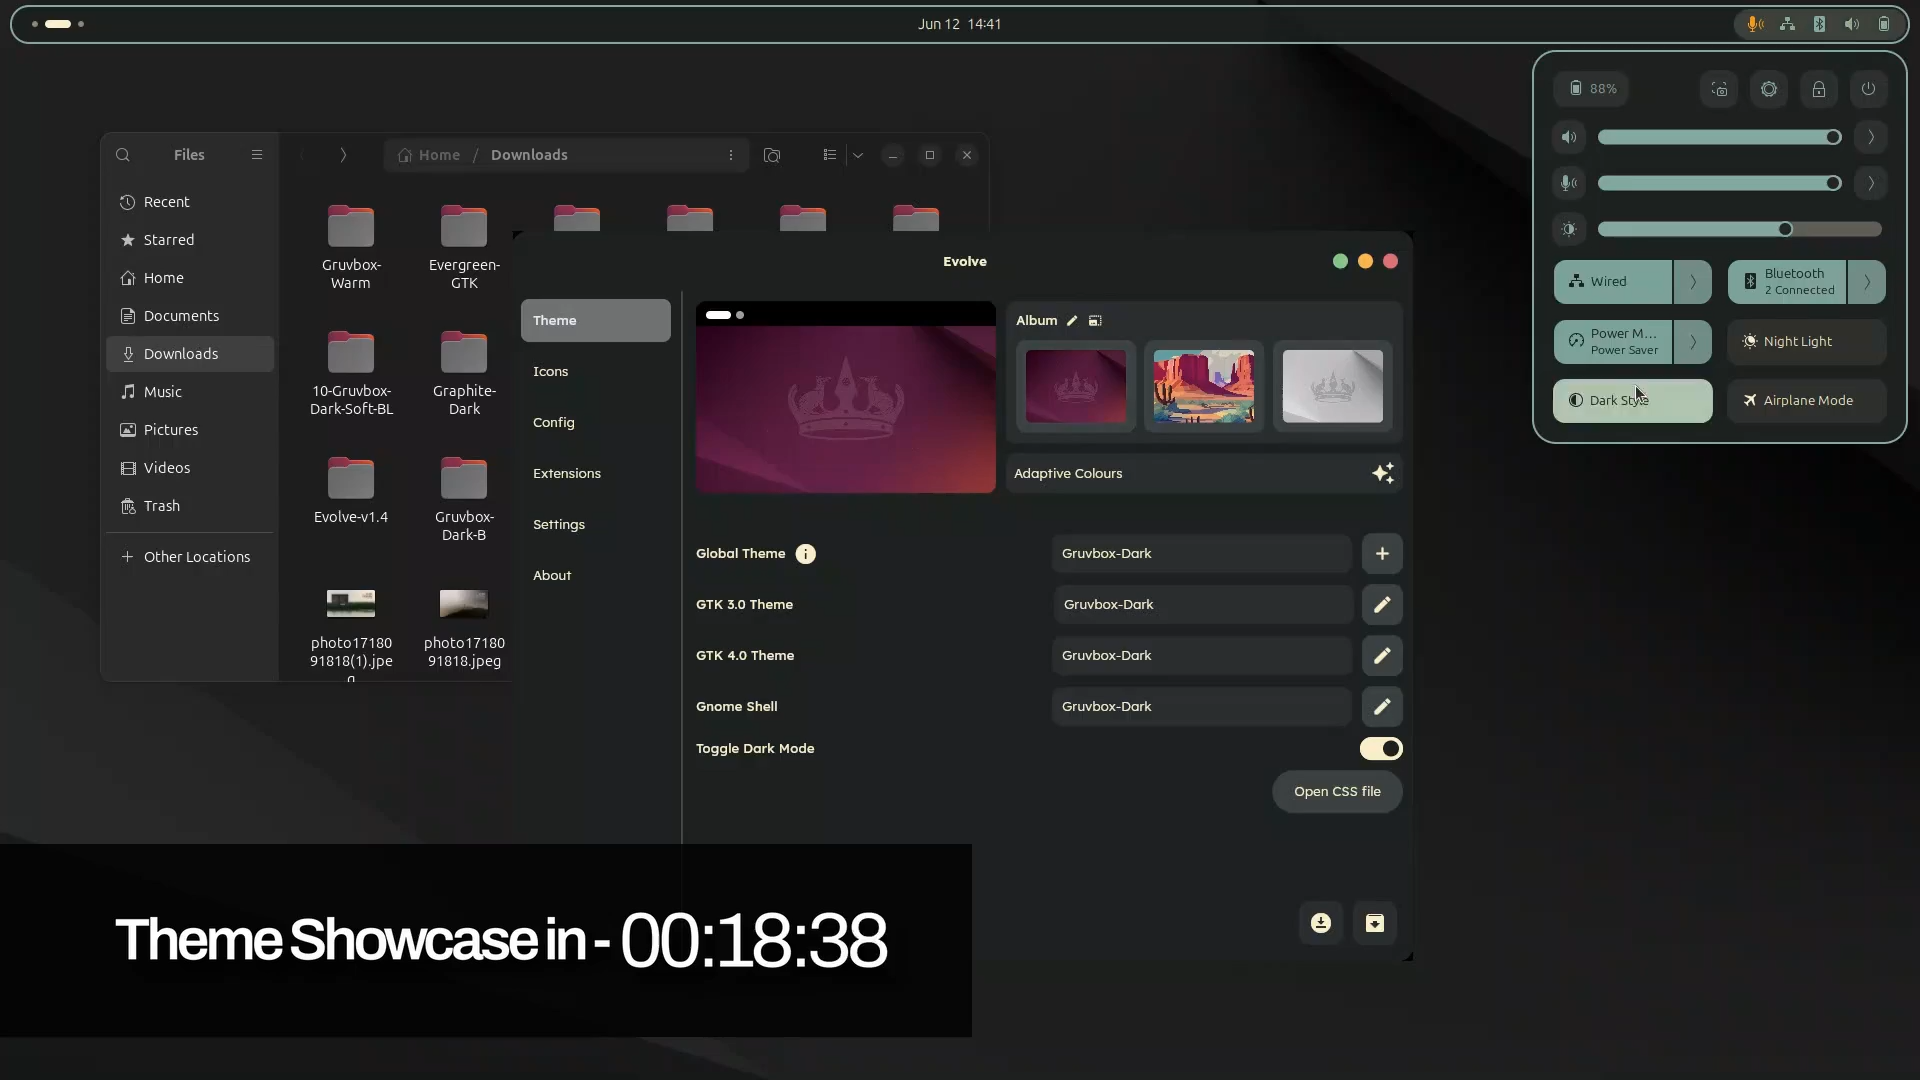 Jun 12 14:41
88%
Wired
Bluetooth
2 Connected
Power M...
Power Saver
Night Light
Dark Style
Airplane Mode
Files
Home / Downloads
Recent
Starred
Home
Documents
Downloads
Music
Pictures
Videos
Trash
Other Locations
Gruvbox-
Warm
Evergreen-
GTK
10-Gruvbox-
Dark-Soft-BL
Graphite-
Dark
Evolve-v1.4
Gruvbox-
Dark-B
photo17180
91818(1).jpe
g
photo17180
91818.jpeg
Evolve
Theme
Icons
Config
Extensions
Settings
About
Album
Adaptive Colours
Global Theme
Gruvbox-Dark
GTK 3.0 Theme
Gruvbox-Dark
GTK 4.0 Theme
Gruvbox-Dark
Gnome Shell
Gruvbox-Dark
Toggle Dark Mode
Open CSS file
Theme Showcase in - 00:18:38